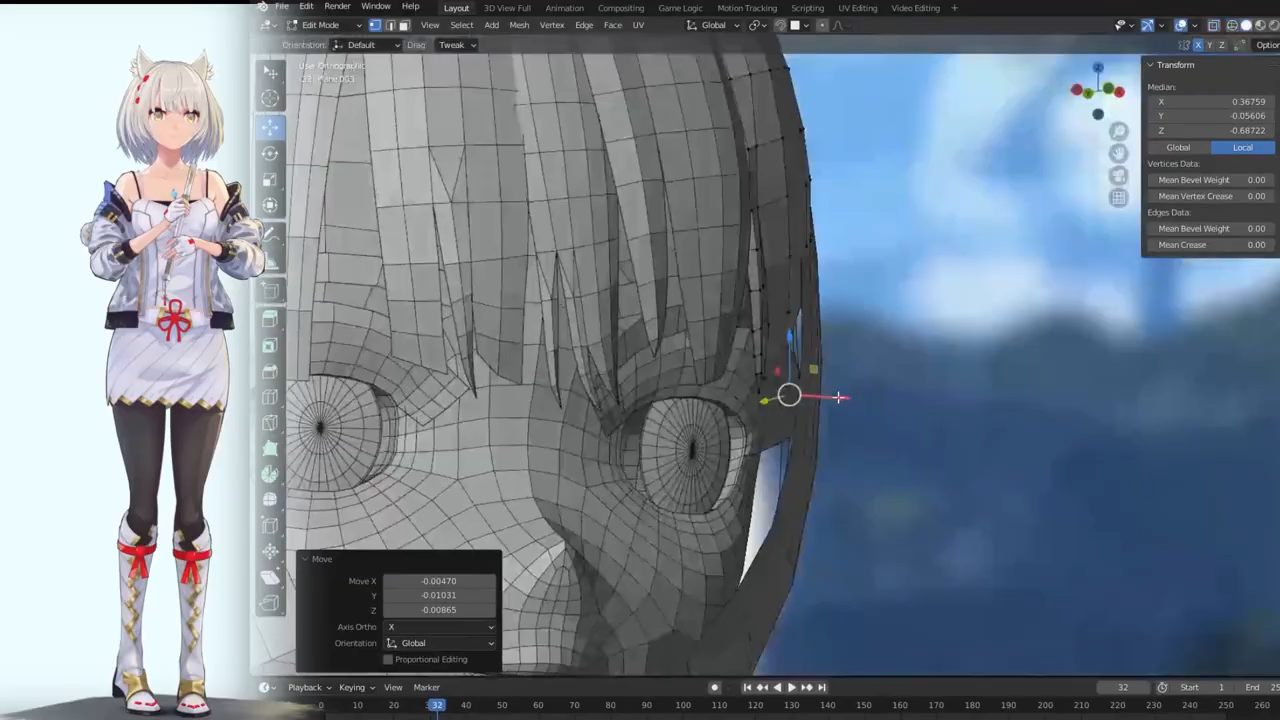 File Edit Render Window Help Layout 3D View Full Animation Compositing Game Logic Motion Tracking Scripting UV Editing Video Editing +
Edit Mode View Select Add Mesh Vertex Edge Face UV Global
Orientation: Default Drag: Tweak X Y Z
Transform
Median:
X 0.36759
Y -0.05606
Z -0.68722
Global Local
Vertices Data:
Mean Bevel Weight 0.00
Mean Vertex Crease 0.00
Edges Data:
Mean Bevel Weight 0.00
Mean Crease 0.00
Move
Move X -0.00470
Y -0.01031
Z -0.00865
Axis Ortho X
Orientation Global
Proportional Editing
Playback Keying View Marker 32 Start 1 End 25
0 10 20 32 40 50 60 70 80 90 100 110 120 130 140 150 160 170 180 190 200 210 220 230 240 250 260